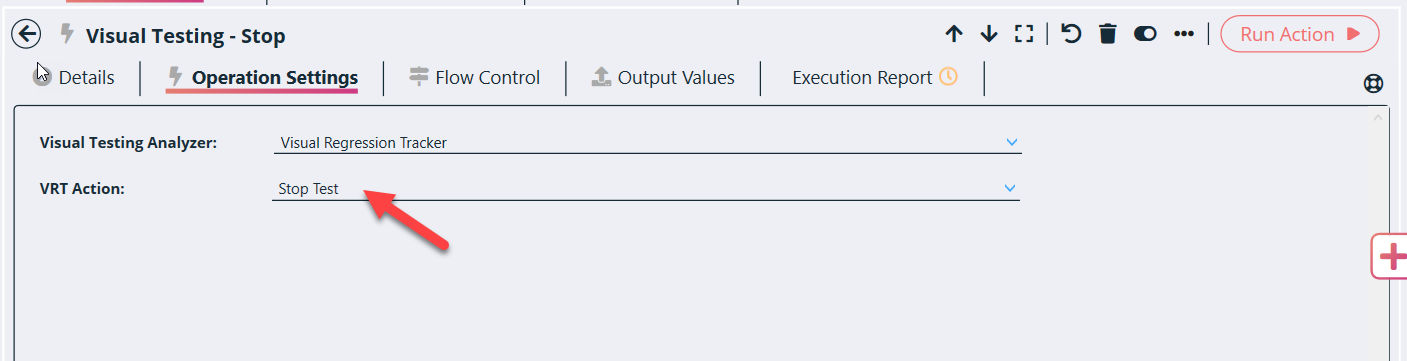 Visual Testing - Stop
Run Action
Details
Operation Settings
Flow Control
Output Values
Execution Report
Visual Testing Analyzer:
Visual Regression Tracker
VRT Action:
Stop Test